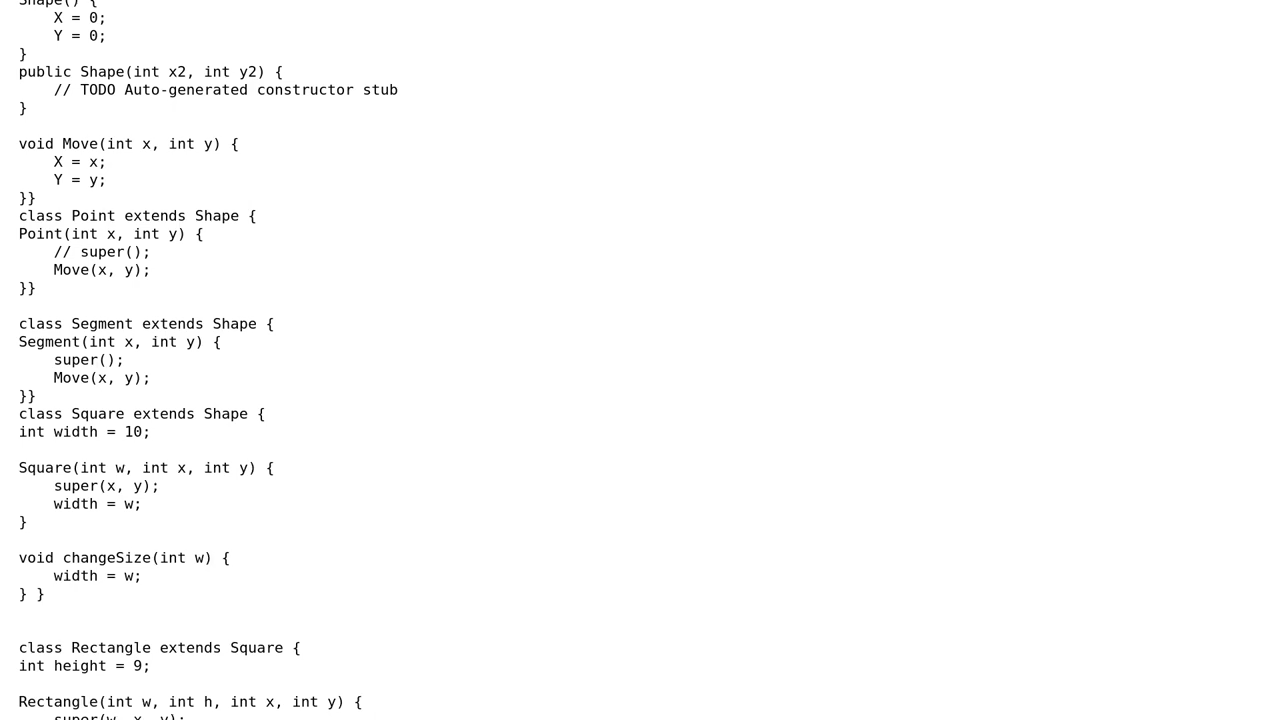 Shape() {
    X = 0;
    Y = 0;
}
public Shape(int x2, int y2) {
    // TODO Auto-generated constructor stub
}

void Move(int x, int y) {
    X = x;
    Y = y;
}}
class Point extends Shape {
Point(int x, int y) {
    // super();
    Move(x, y);
}}

class Segment extends Shape {
Segment(int x, int y) {
    super();
    Move(x, y);
}}
class Square extends Shape {
int width = 10;

Square(int w, int x, int y) {
    super(x, y);
    width = w;
}

void changeSize(int w) {
    width = w;
} }


class Rectangle extends Square {
int height = 9;

Rectangle(int w, int h, int x, int y) {
    super(w, x, y);